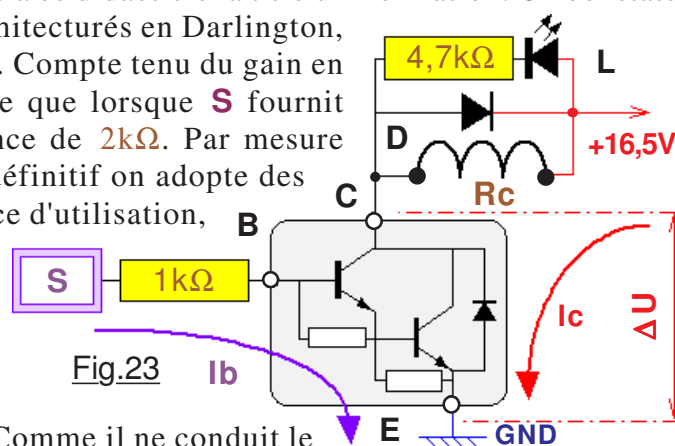 hitecturés en Darlington,
. Compte tenu du gain en
e que lorsque S fournit
nce de 2kΩ. Par mesure
éfinitif on adopte des
ce d'utilisation,
4,7kΩ
L
D
+16,5V
Rc
C
B
S
1kΩ
Ic
ΔU
Fig.23
Ib
E
GND
Comme il ne conduit le